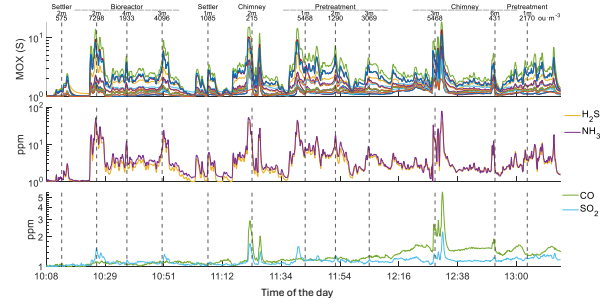 Settler Bioreactor Settler Chimney Pretreatment Chimney Pretreatment
2m 2m 4m 3m 1m 2m 1m 2m 3m 3m 6m 1m
575 7298 1933 4096 1085 215 5468 1290 3069 5468 431 2170 ou m⁻³
MOX (S)
10¹
10⁰
10²
10¹
10⁰
ppm
H₂S
NH₃
5
4
3
2
1
ppm
CO
SO₂
10:08 10:29 10:51 11:12 11:34 11:54 12:16 12:38 13:00
Time of the day